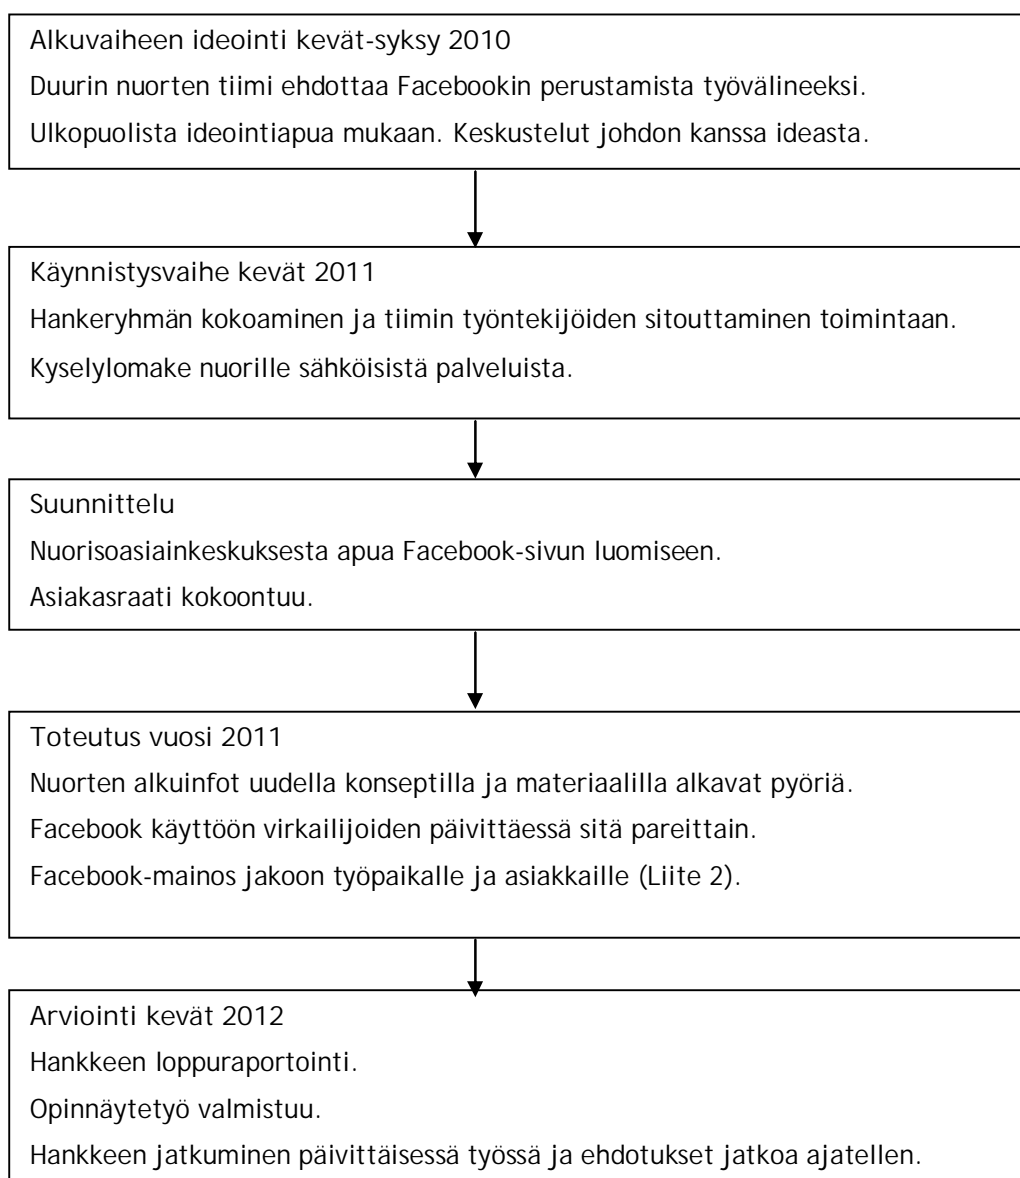 Alkuvaiheen ideointi kevät-syksy 2010
Duurin nuorten tiimi ehdottaa Facebookin perustamista työvälineeksi.
Ulkopuolista ideointiapua mukaan. Keskustelut johdon kanssa ideasta.
Käynnistysvaihe kevät 2011
Hankeryhmän kokoaminen ja tiimin työntekijöiden sitouttaminen toimintaan.
Kyselylomake nuorille sähköisistä palveluista.
Suunnittelu
Nuorisoasiainkeskuksesta apua Facebook-sivun luomiseen.
Asiakasraati kokoontuu.
Toteutus vuosi 2011
Nuorten alkuinfot uudella konseptilla ja materiaalilla alkavat pyöriä.
Facebook käyttöön virkailijoiden päivittäessä sitä pareittain.
Facebook-mainos jakoon työpaikalle ja asiakkaille (Liite 2).
Arviointi kevät 2012
Hankkeen loppuraportointi.
Opinnäytetyö valmistuu.
Hankkeen jatkuminen päivittäisessä työssä ja ehdotukset jatkoa ajatellen.